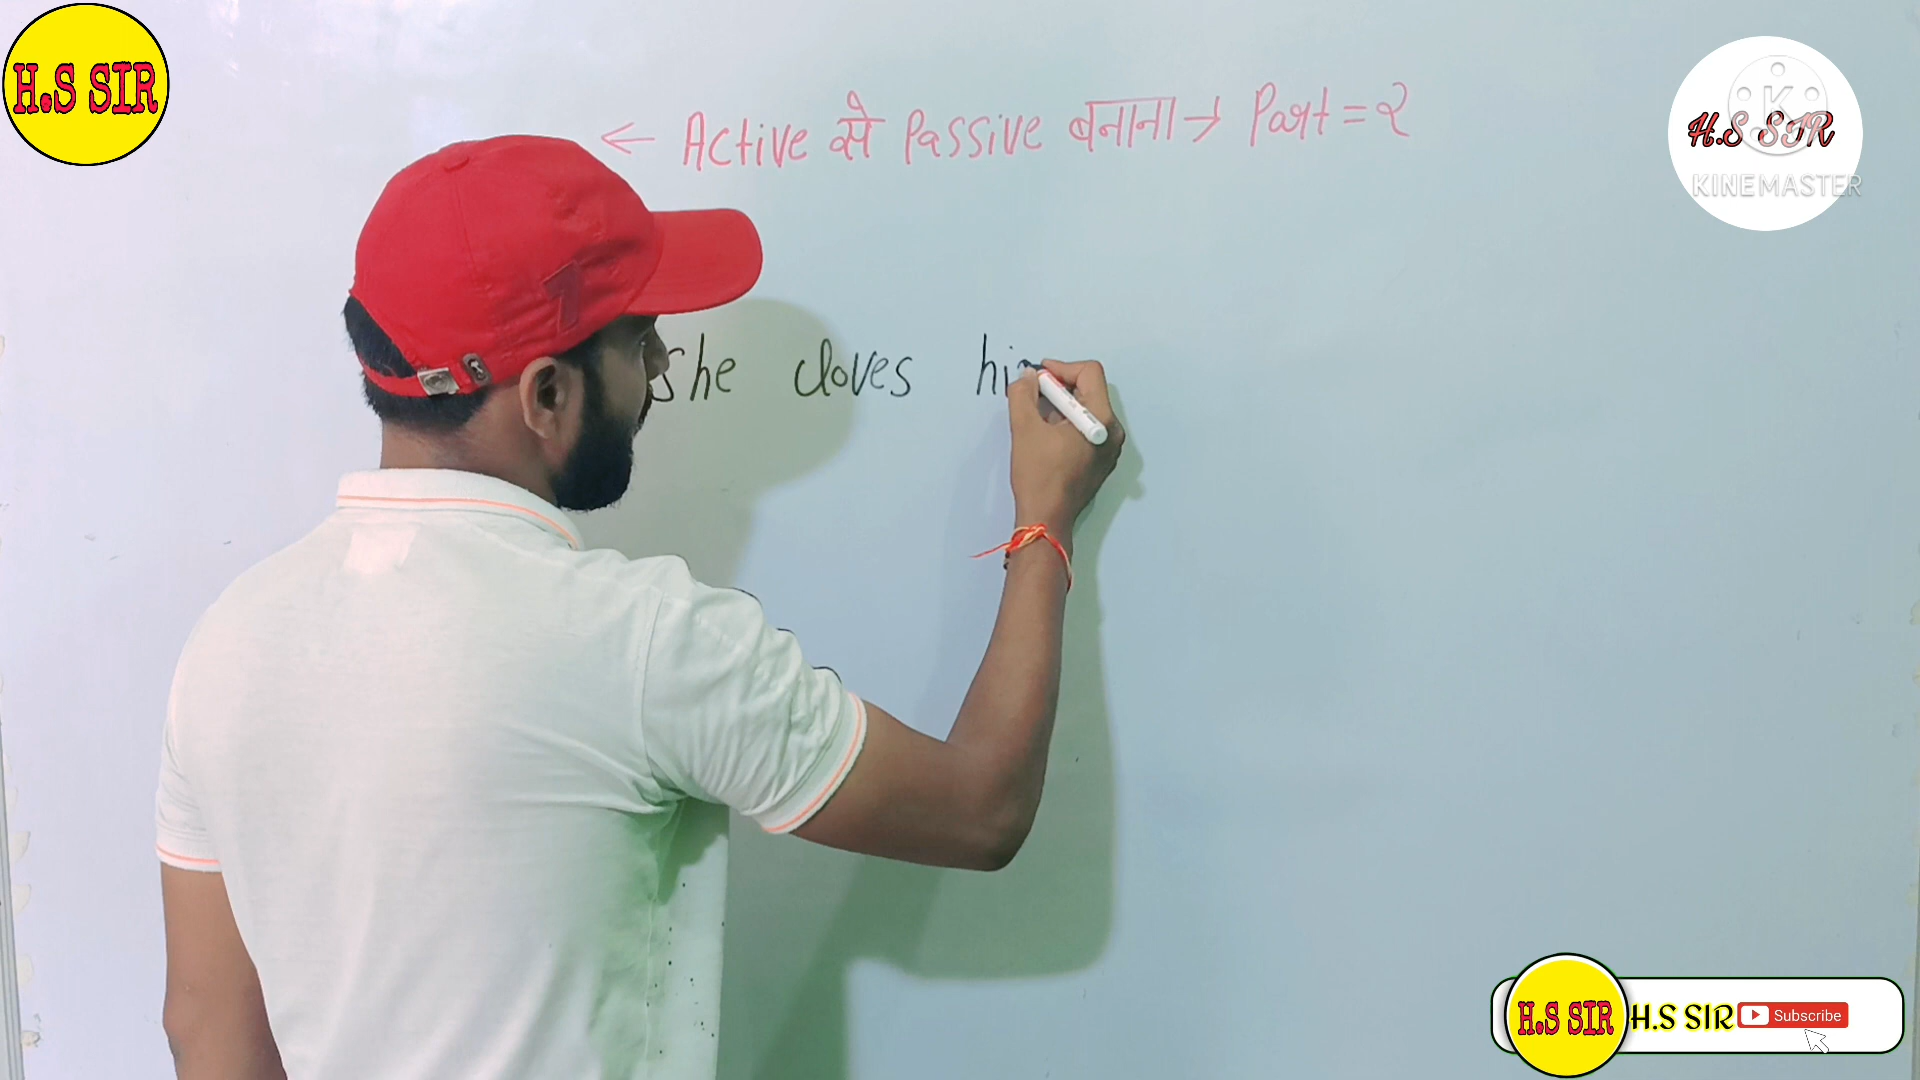 H.S SIR
← Active से Passive बनाना → Part = २
H.S SIR
KINEMASTER
She loves hi
H.S SIR H.S SIR Subscribe